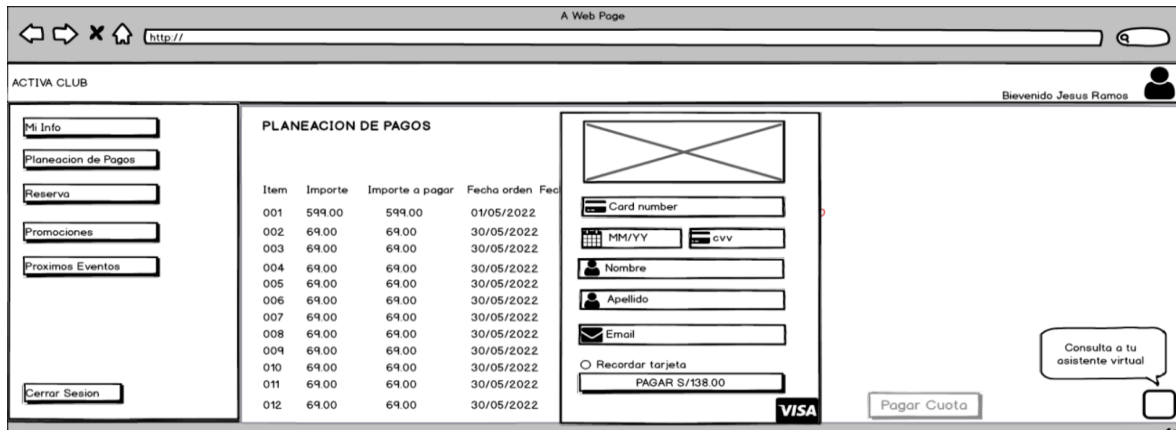 A Web Page
http://
ACTIVA CLUB
Bievenido Jesus Ramos
Mi Info
Planeacion de Pagos
Reserva
Promociones
Proximos Eventos
Cerrar Sesion
PLANEACION DE PAGOS
Item Importe Importe a pagar Fecha orden
001 599.00 599.00 01/05/2022
002 69.00 69.00 30/05/2022
003 69.00 69.00 30/05/2022
004 69.00 69.00 30/05/2022
005 69.00 69.00 30/05/2022
006 69.00 69.00 30/05/2022
007 69.00 69.00 30/05/2022
008 69.00 69.00 30/05/2022
009 69.00 69.00 30/05/2022
010 69.00 69.00 30/05/2022
011 69.00 69.00 30/05/2022
012 69.00 69.00 30/05/2022
Card number
MM/YY cvv
Nombre
Apellido
Email
Recordar tarjeta
PAGAR S/138.00
VISA
Pagar Cuota
Consulta a tu
asistente virtual